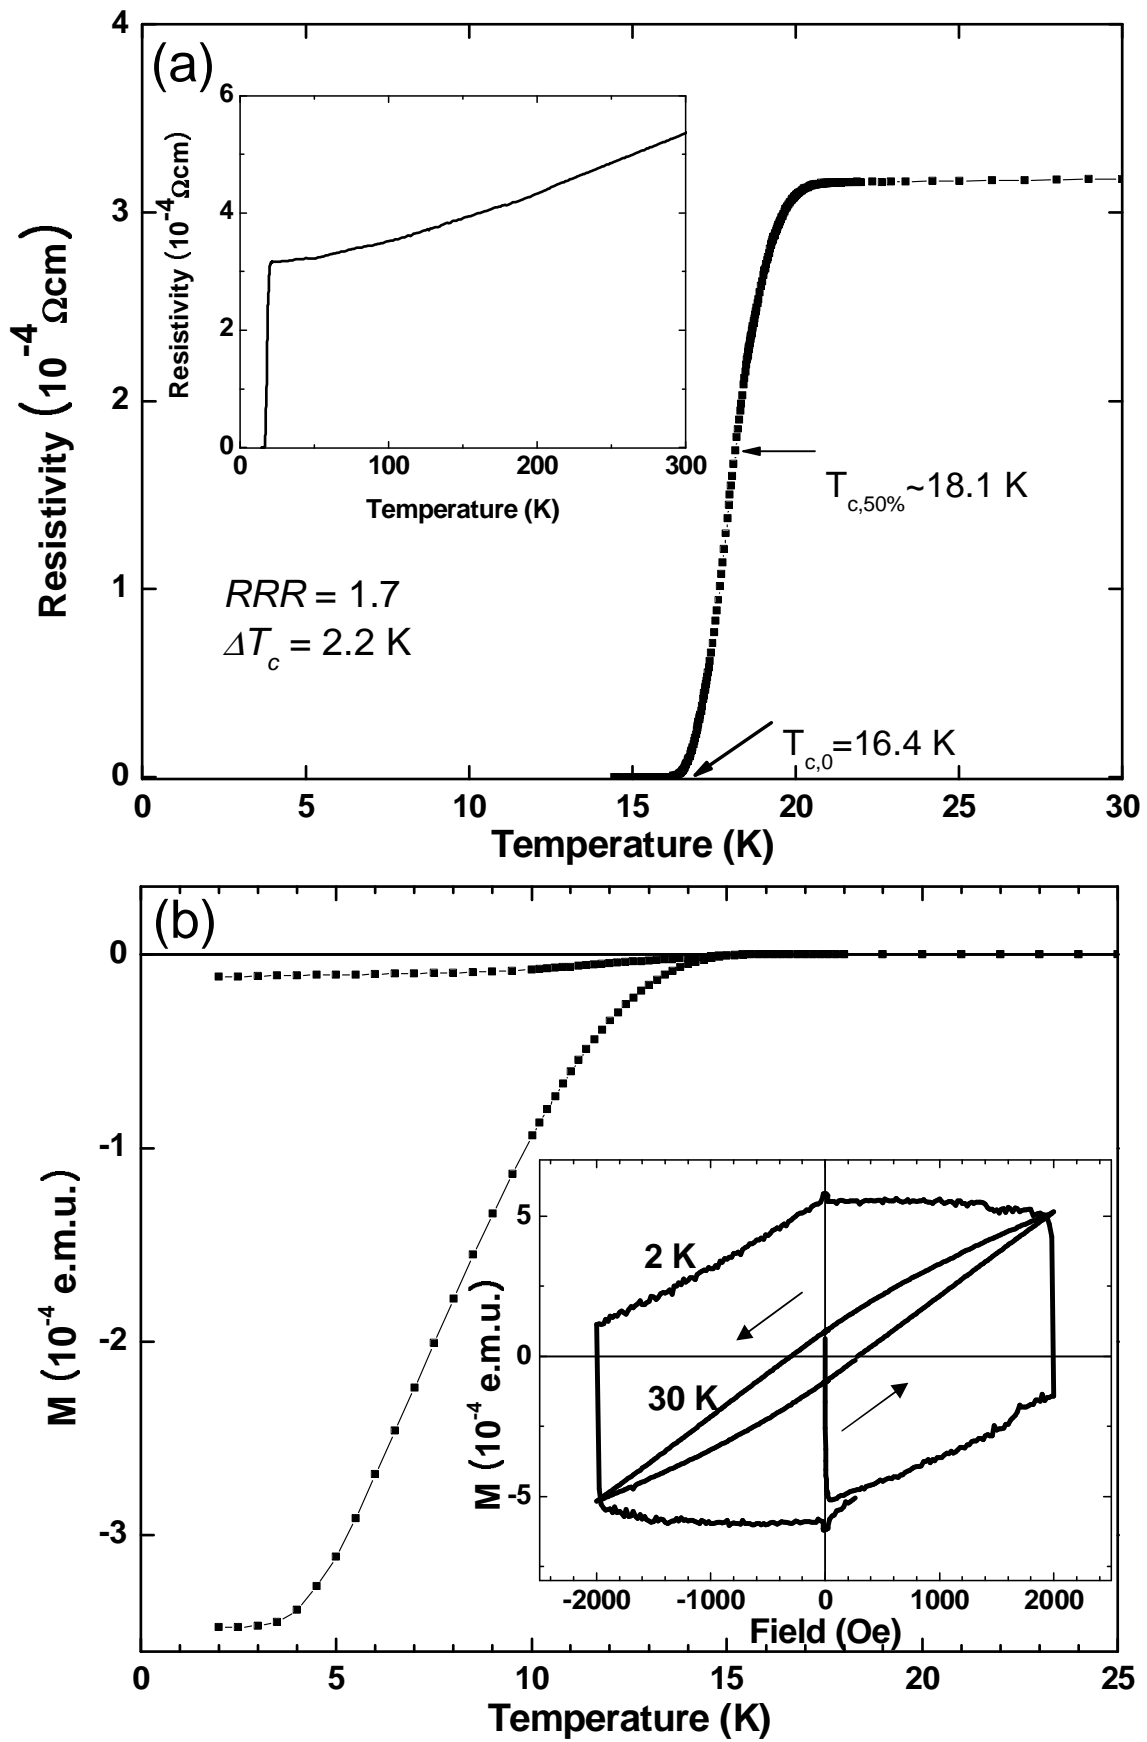 (a)
4
3
2
1
0
Resistivity (10⁻⁴ Ωcm)
6
4
2
0
Resistivity (10⁻⁴Ωcm)
0 100 200 300
Temperature (K)
T_c,50%~18.1 K
RRR = 1.7
ΔT_c = 2.2 K
T_c,0=16.4 K
0 5 10 15 20 25 30
Temperature (K)
(b)
0
-1
-2
-3
M (10⁻⁴ e.m.u.)
5
0
-5
M (10⁻⁴ e.m.u.)
2 K
30 K
-2000 -1000 0 1000 2000
Field (Oe)
0 5 10 15 20 25
Temperature (K)